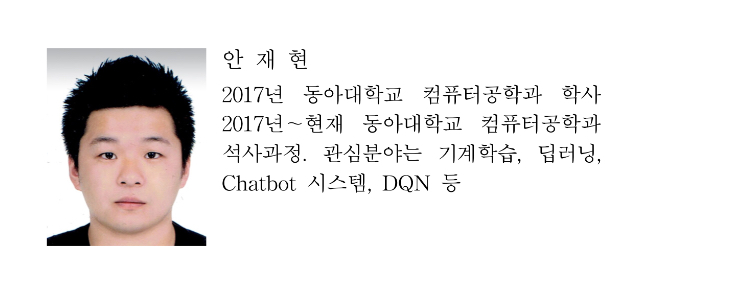 안 재 현
2017년 동아대학교 컴퓨터공학과 학사
2017년~현재 동아대학교 컴퓨터공학과
석사과정. 관심분야는 기계학습, 딥러닝,
Chatbot 시스템, DQN 등